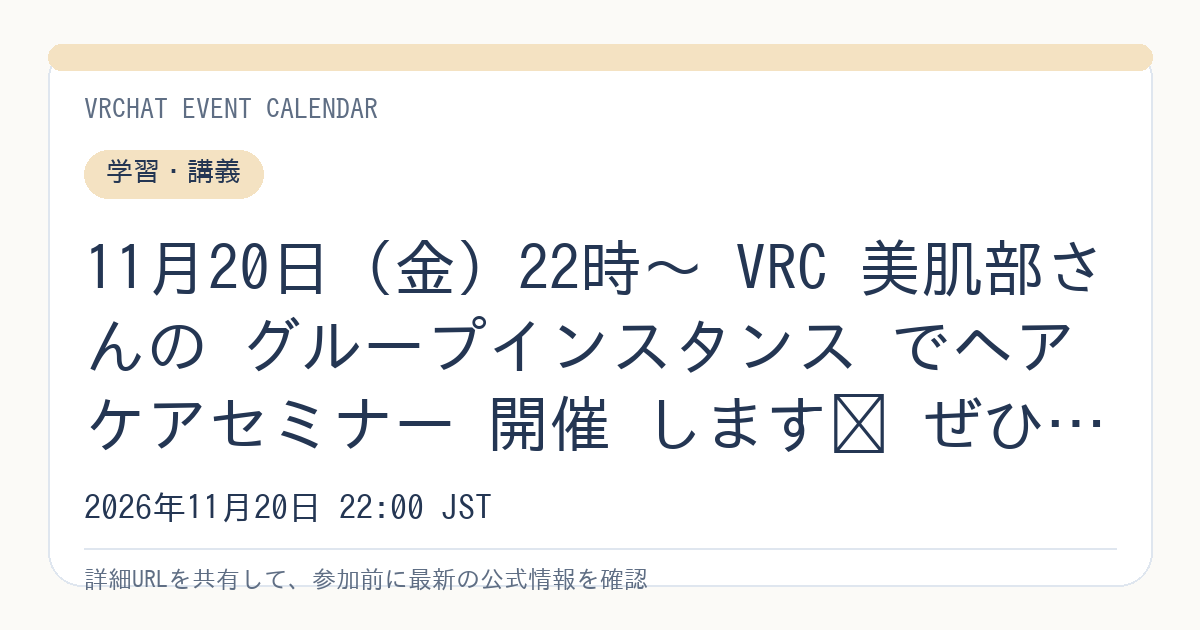 VRCHAT EVENT CALENDAR
学習・講義
11月20日（金）22時～ VRC 美肌部さ
んの グループインスタンス でヘア
ケアセミナー 開催 します ぜひ…
2026年11月20日 22:00 JST
詳細URLを共有して、参加前に最新の公式情報を確認